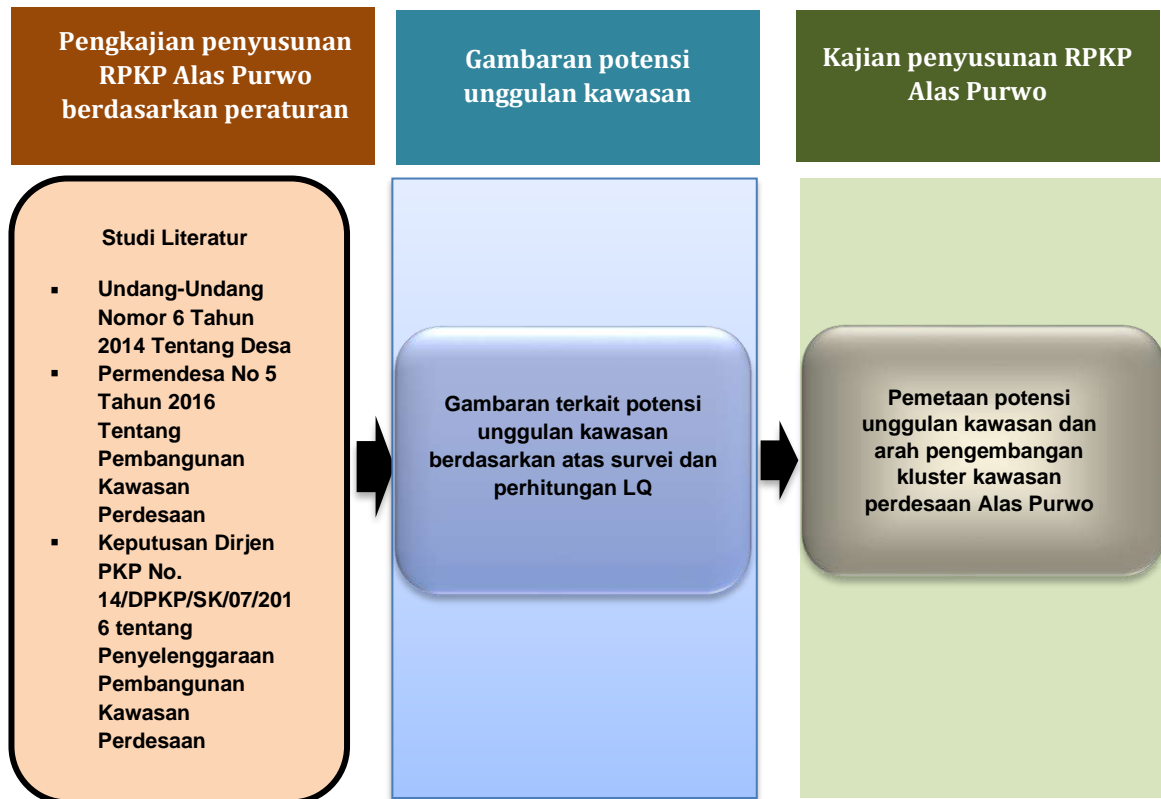 Pengkajian penyusunan
RPKP Alas Purwo
berdasarkan peraturan
Gambaran potensi
unggulan kawasan
Kajian penyusunan RPKP
Alas Purwo
Studi Literatur
▪ Undang-Undang
Nomor 6 Tahun
2014 Tentang Desa
▪ Permendesa No 5
Tahun 2016
Tentang
Pembangunan
Kawasan
Perdesaan
▪ Keputusan Dirjen
PKP No.
14/DPKP/SK/07/201
6 tentang
Penyelenggaraan
Pembangunan
Kawasan
Perdesaan
Gambaran terkait potensi
unggulan kawasan
berdasarkan atas survei dan
perhitungan LQ
Pemetaan potensi
unggulan kawasan dan
arah pengembangan
kluster kawasan
perdesaan Alas Purwo